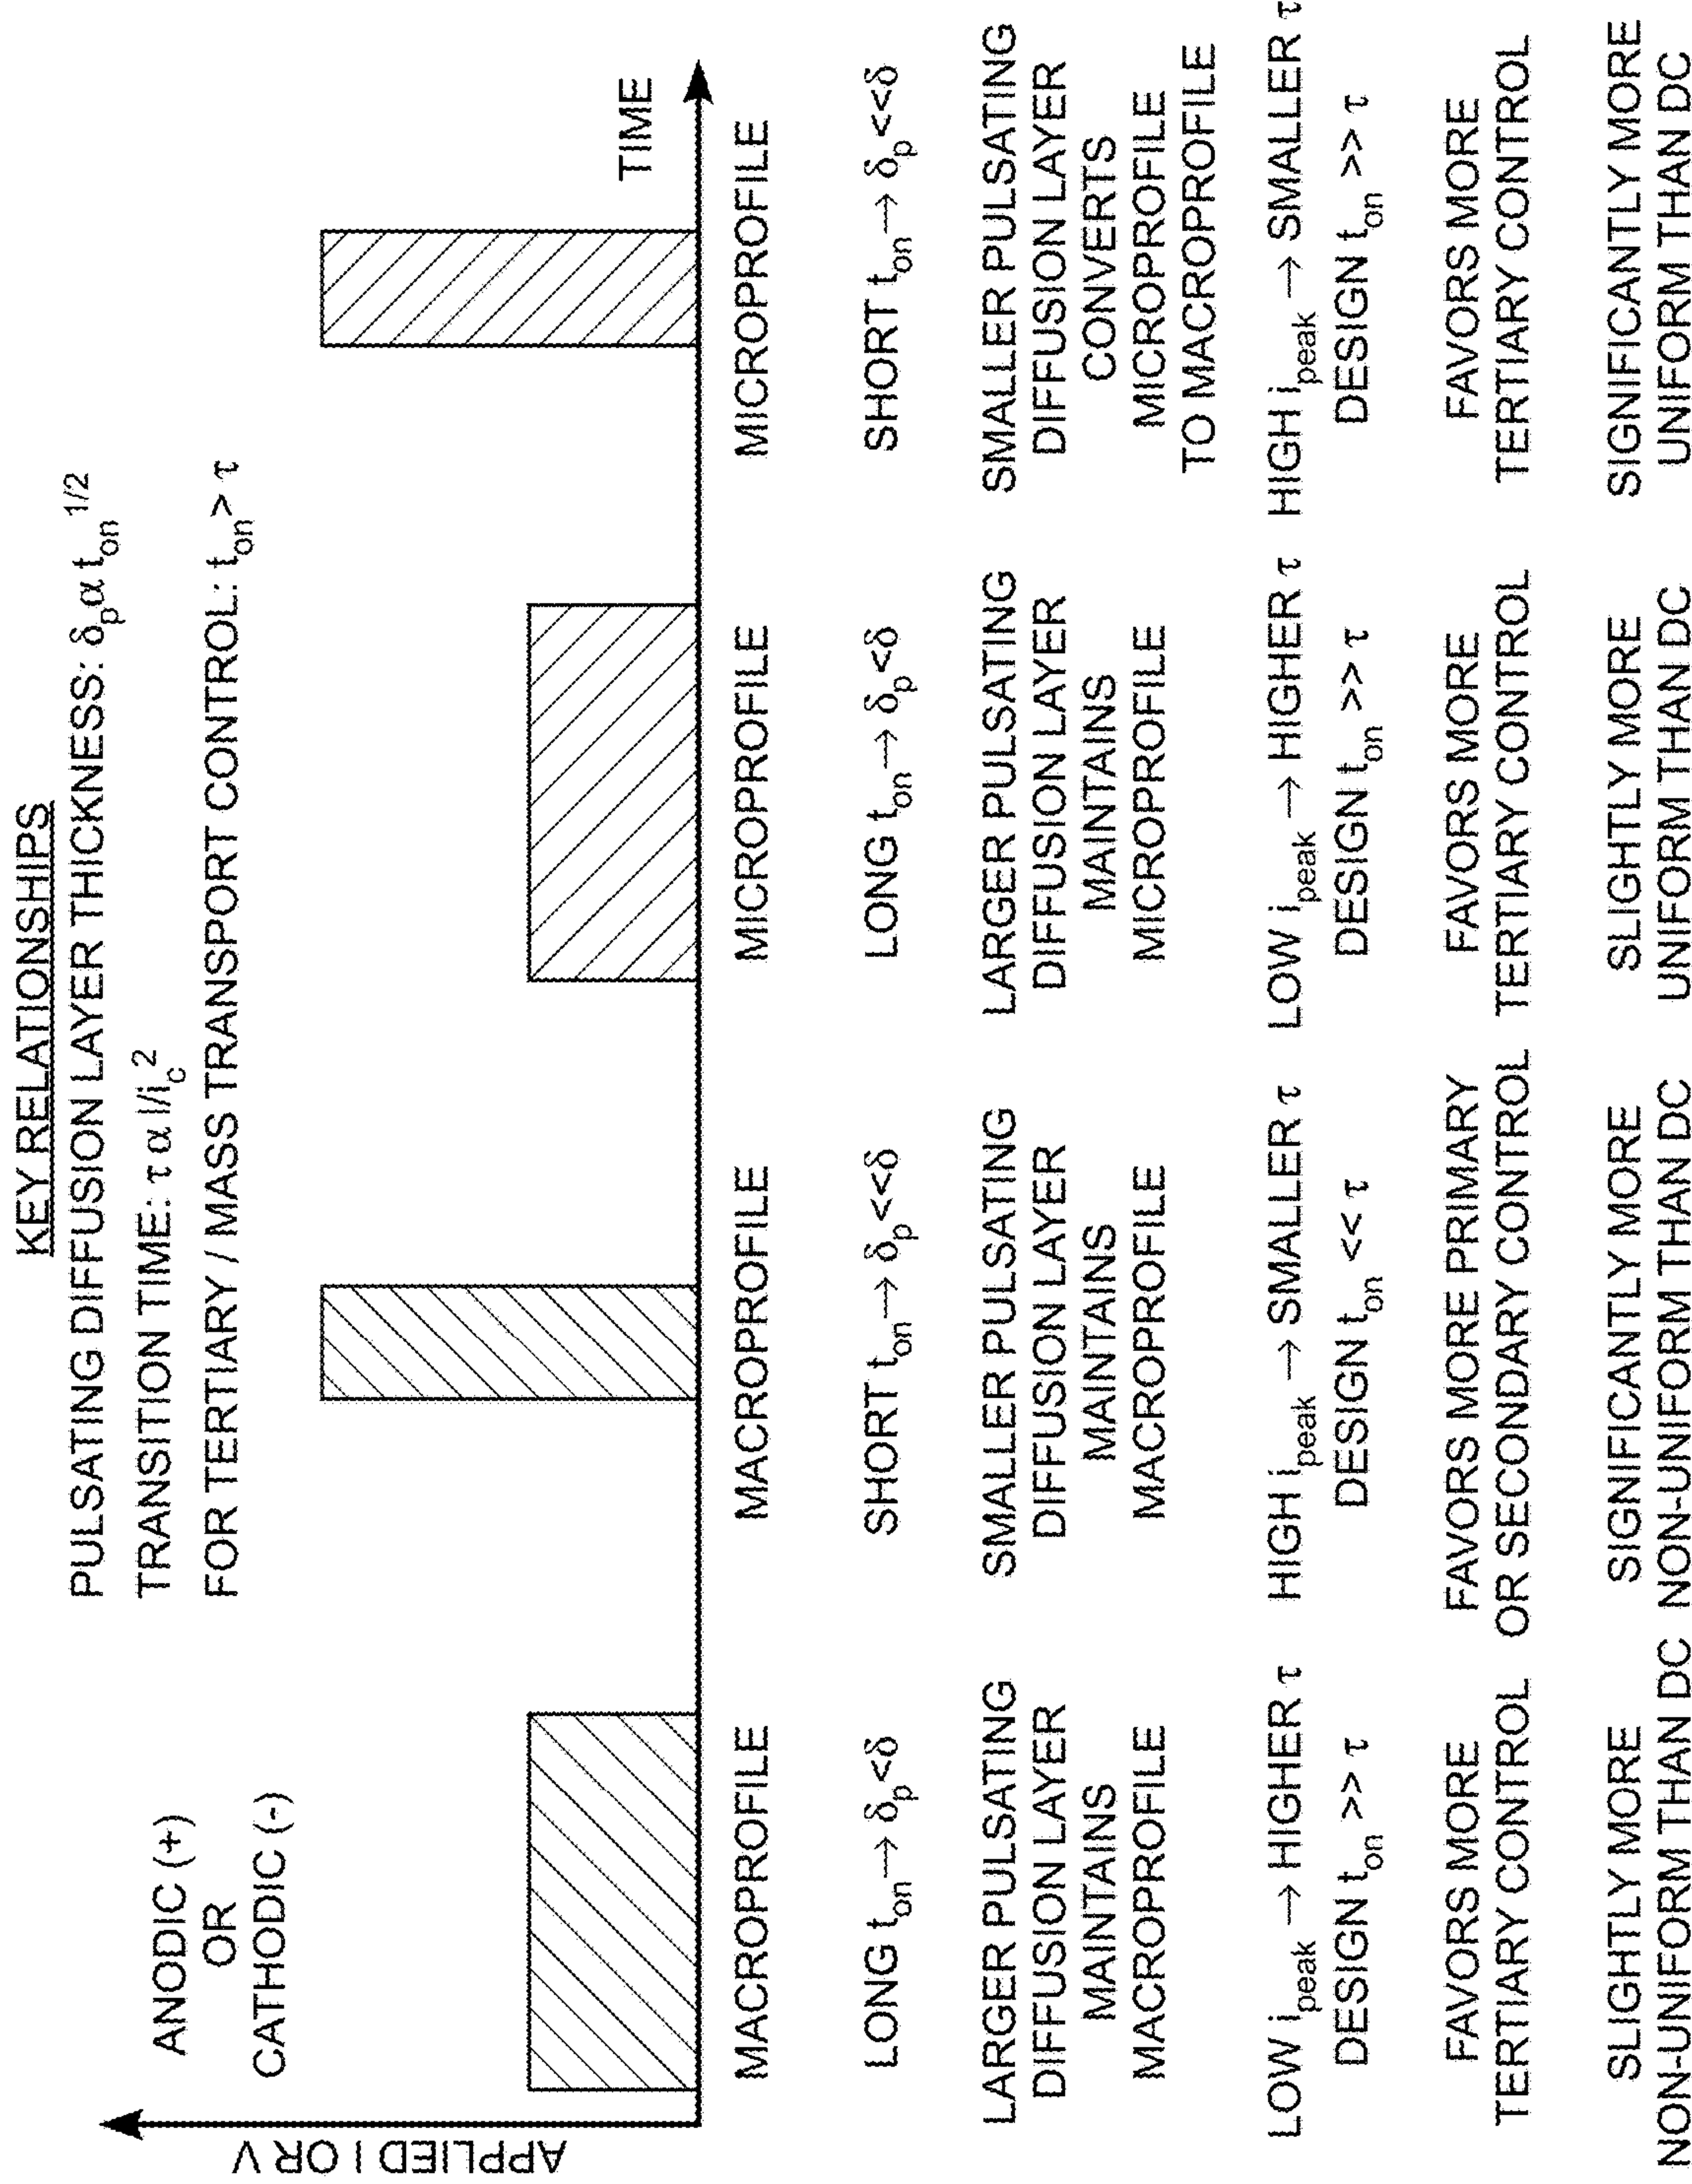 KEY RELATIONSHIPS
PULSATING DIFFUSION LAYER THICKNESS: δp α ton 1/2
TRANSITION TIME: τ α l/ic2
FOR TERTIARY / MASS TRANSPORT CONTROL: ton > τ
ANODIC (+)
OR
CATHODIC (-)
APPLIED I OR V
TIME
MACROPROFILE
LONG ton → δp <δ
LARGER PULSATING
DIFFUSION LAYER
MAINTAINS
MACROPROFILE
LOW ipeak → HIGHER τ
DESIGN ton >> τ
FAVORS MORE
TERTIARY CONTROL
SLIGHTLY MORE
NON-UNIFORM THAN DC
MACROPROFILE
SHORT ton → δp <<δ
SMALLER PULSATING
DIFFUSION LAYER
MAINTAINS
MACROPROFILE
HIGH ipeak → SMALLER τ
DESIGN ton << τ
FAVORS MORE PRIMARY
OR SECONDARY CONTROL
SIGNIFICANTLY MORE
NON-UNIFORM THAN DC
MICROPROFILE
LONG ton → δp <δ
LARGER PULSATING
DIFFUSION LAYER
MAINTAINS
MICROPROFILE
LOW ipeak → HIGHER τ
DESIGN ton >> τ
FAVORS MORE
TERTIARY CONTROL
SLIGHTLY MORE
UNIFORM THAN DC
MICROPROFILE
SHORT ton → δp <<δ
SMALLER PULSATING
DIFFUSION LAYER
CONVERTS
MICROPROFILE
TO MACROPROFILE
HIGH ipeak → SMALLER τ
DESIGN ton >> τ
FAVORS MORE
TERTIARY CONTROL
SIGNIFICANTLY MORE
UNIFORM THAN DC